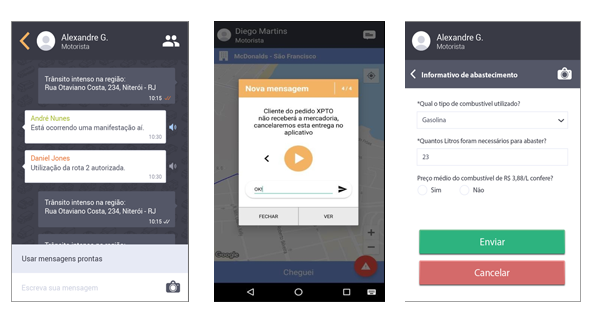 Alexandre G.
Motorista
Trânsito intenso na região:
Rua Otaviano Costa, 234, Niterói - RJ
10:15
André Nunes
Está ocorrendo uma manifestação aí.
10:30
Daniel Jones
Utilização da rota 2 autorizada.
10:30
Trânsito intenso na região:
Rua Otaviano Costa, 234, Niterói - RJ
10:15
Trânsito intenso na região:
Usar mensagens prontas
Escreva sua mensagem
Diego Martins
Motorista
McDonalds - São Francisco
Nova mensagem
4 / 4
Cliente do pedido XPTO
não receberá a mercadoria,
cancelaremos esta entrega no
aplicativo
OK!
FECHAR
VER
Google
Cheguei
Alexandre G.
Motorista
Informativo de abastecimento
*Qual o tipo de combustível utilizado?
Gasolina
*Quantos Litros foram necessários para abaster?
23
Preço médio do combustível de R$ 3,88/L confere?
Sim
Não
Enviar
Cancelar